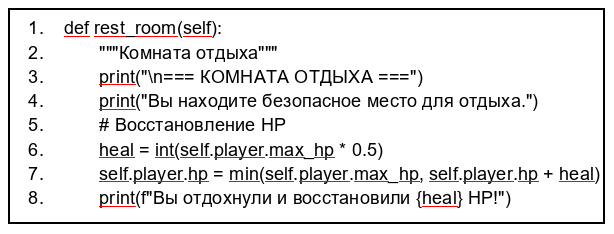 1. def rest_room(self):
2. """Комната отдыха"""
3. print("\n=== КОМНАТА ОТДЫХА ===")
4. print("Вы находите безопасное место для отдыха.")
5. # Восстановление HP
6. heal = int(self.player.max_hp * 0.5)
7. self.player.hp = min(self.player.max_hp, self.player.hp + heal)
8. print(f"Вы отдохнули и восстановили {heal} HP!")